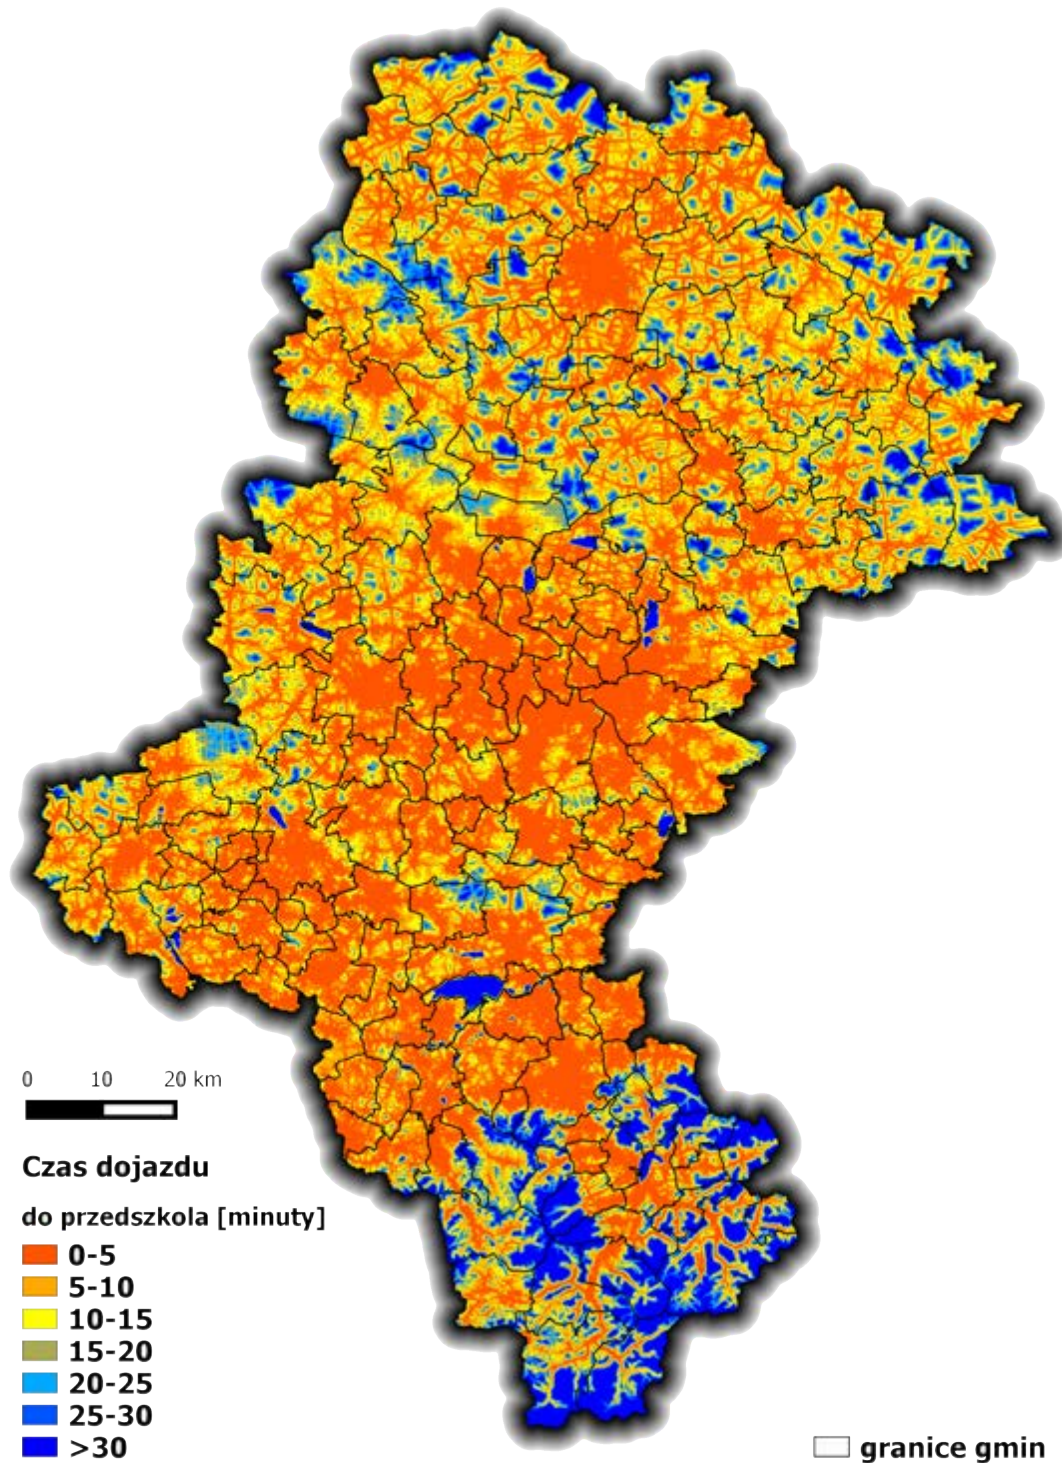 0 10 20 km
Czas dojazdu
do przedszkola [minuty]
0-5
5-10
10-15
15-20
20-25
25-30
>30
granice gmin